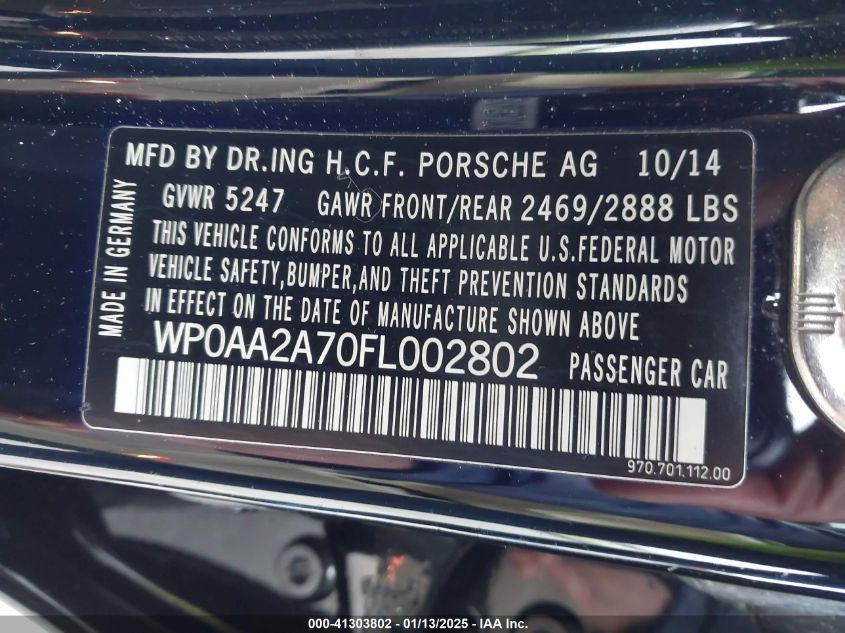 MFD BY DR.ING H.C.F. PORSCHE AG 10/14
GVWR 5247 GAWR FRONT/REAR 2469/2888 LBS
THIS VEHICLE CONFORMS TO ALL APPLICABLE U.S.FEDERAL MOTOR
VEHICLE SAFETY,BUMPER,AND THEFT PREVENTION STANDARDS
IN EFFECT ON THE DATE OF MANUFACTURE SHOWN ABOVE
WP0AA2A70FL002802 PASSENGER CAR
970.701.112.00
MADE IN GERMANY
000-41303802 - 01/13/2025 - IAA Inc.